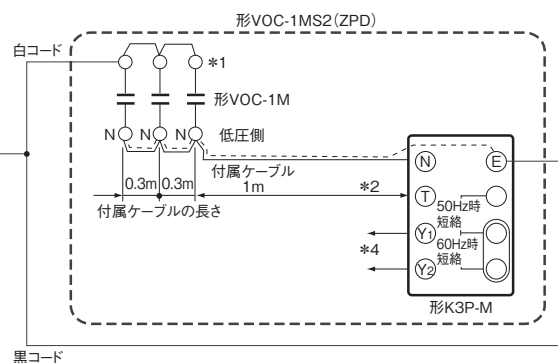 形VOC-1MS2(ZPD)
白コード
*1
形VOC-1M
N N N 低圧側
N E
付属ケーブル
0.3m 0.3m 1m *2
付属ケーブルの長さ
T 50Hz時
短絡
Y1 60Hz時
短絡
*4
Y2
形K3P-M
黒コード